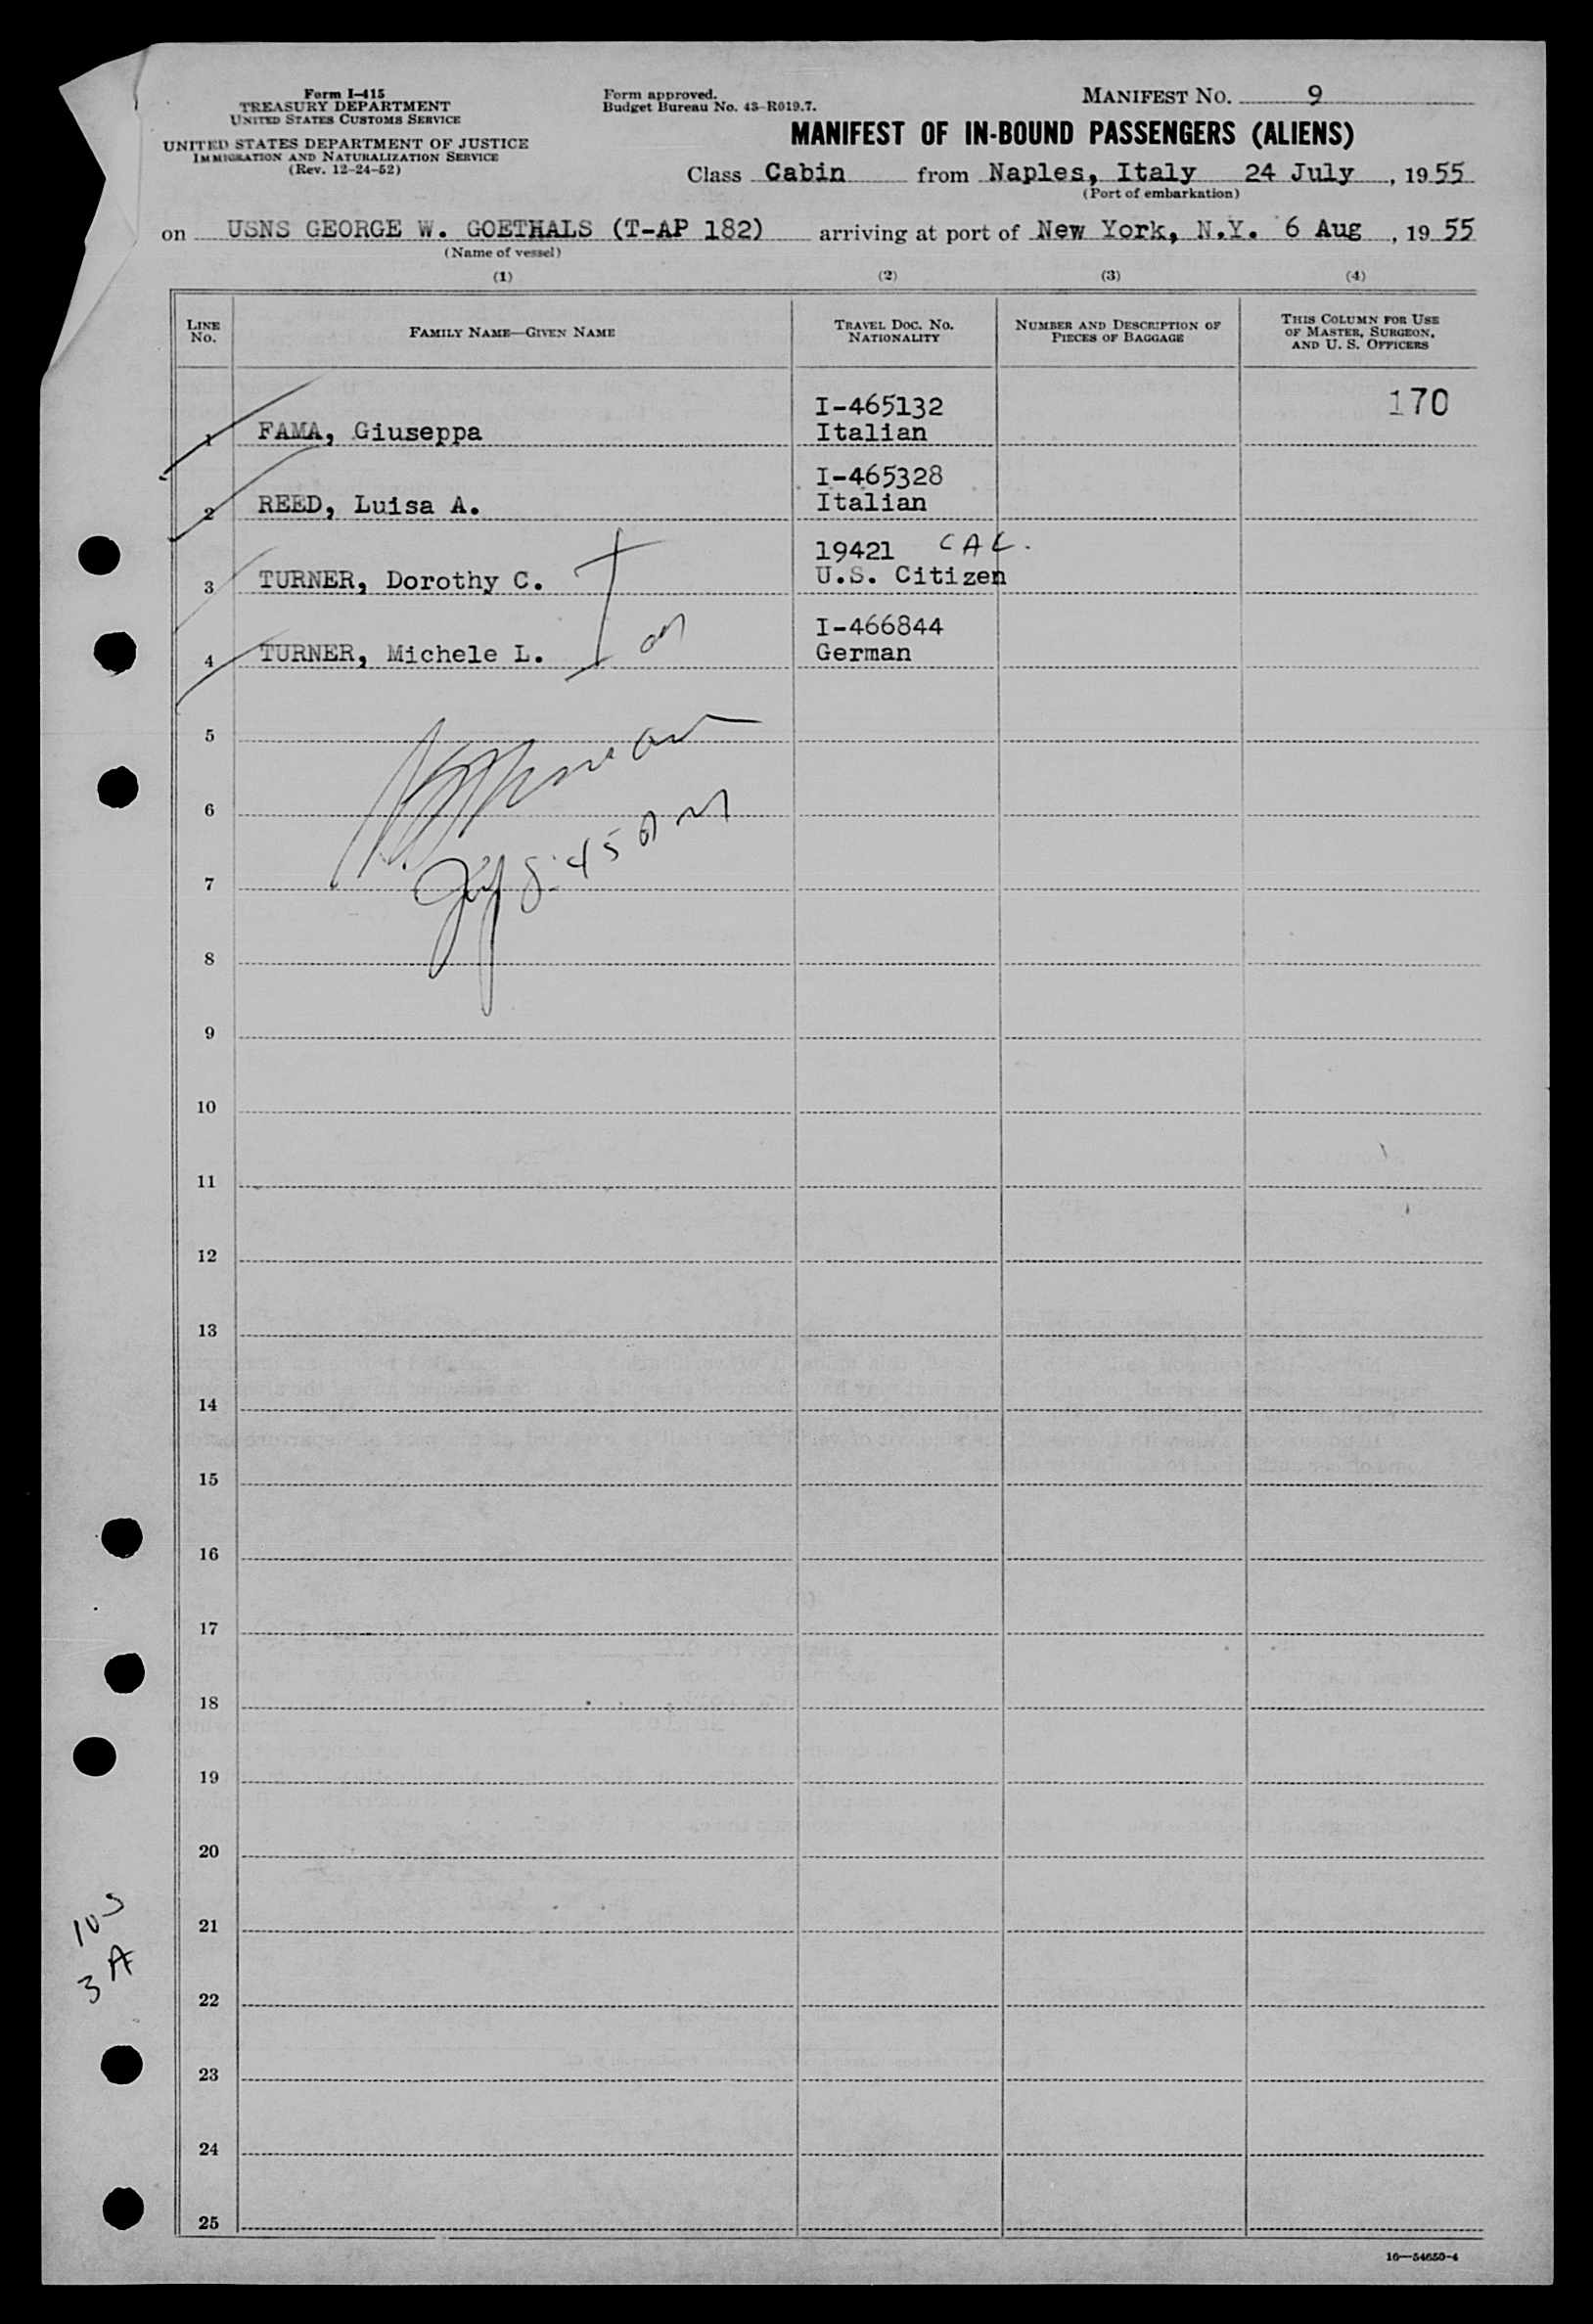 Form I-415
TREASURY DEPARTMENT
UNITED STATES CUSTOMS SERVICE
UNITED STATES DEPARTMENT OF JUSTICE
IMMIGRATION AND NATURALIZATION SERVICE
(Rev. 12-24-52)
Form approved.
Budget Bureau No. 43-R019.7.
MANIFEST NO. 9
MANIFEST OF IN-BOUND PASSENGERS (ALIENS)
Class Cabin from Naples, Italy 24 July, 1955
(Port of embarkation)
on USNS GEORGE W. GOETHALS (T-AP 182) arriving at port of New York, N.Y. 6 Aug, 1955
(Name of vessel)
(1) (2) (3) (4)
LINE NO. FAMILY NAME—GIVEN NAME TRAVEL DOC. NO. NATIONALITY NUMBER AND DESCRIPTION OF PIECES OF BAGGAGE THIS COLUMN FOR USE OF MASTER, SURGEON, AND U. S. OFFICERS
I-465132 170
1 FAMA, Giuseppa Italian
I-465328
2 REED, Luisa A. Italian
19421 CAC.
3 TURNER, Dorothy C. U.S. Citizen
I-466844
4 TURNER, Michele L. German
5
6
7 8:45 AM
8
9
10
11
12
13
14
15
16
17
18
19
20
21
3 A
22
23
24
25
16—54650-4